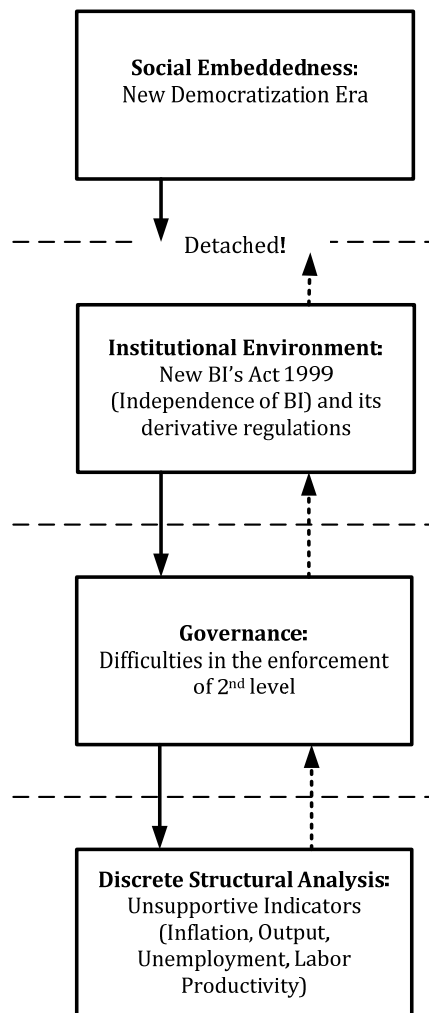 Social Embeddedness:
New Democratization Era
Detached!
Institutional Environment:
New BI's Act 1999
(Independence of BI) and its
derivative regulations
Governance:
Difficulties in the enforcement
of 2nd level
Discrete Structural Analysis:
Unsupportive Indicators
(Inflation, Output,
Unemployment, Labor
Productivity)